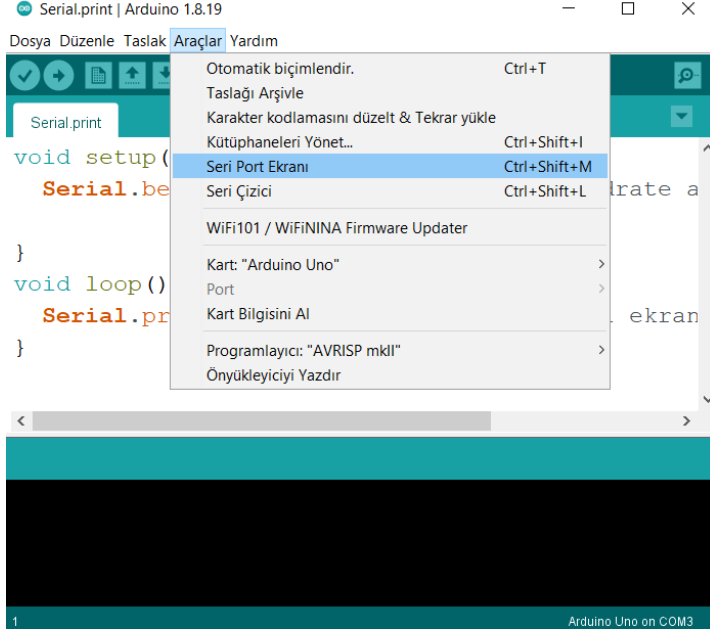 Serial.print | Arduino 1.8.19
Dosya Düzenle Taslak Araçlar Yardım
Otomatik biçimlendir. Ctrl+T
Taslağı Arşivle
Karakter kodlamasını düzelt & Tekrar yükle
Kütüphaneleri Yönet... Ctrl+Shift+I
Seri Port Ekranı Ctrl+Shift+M
Seri Çizici Ctrl+Shift+L
WiFi101 / WiFiNINA Firmware Updater
Kart: "Arduino Uno"
Port
Kart Bilgisini Al
Programlayıcı: "AVRISP mkII"
Önyükleyiciyi Yazdır
Serial.print
void setup(
Serial.be
}
void loop()
Serial.pr ekran
}
1 Arduino Uno on COM3